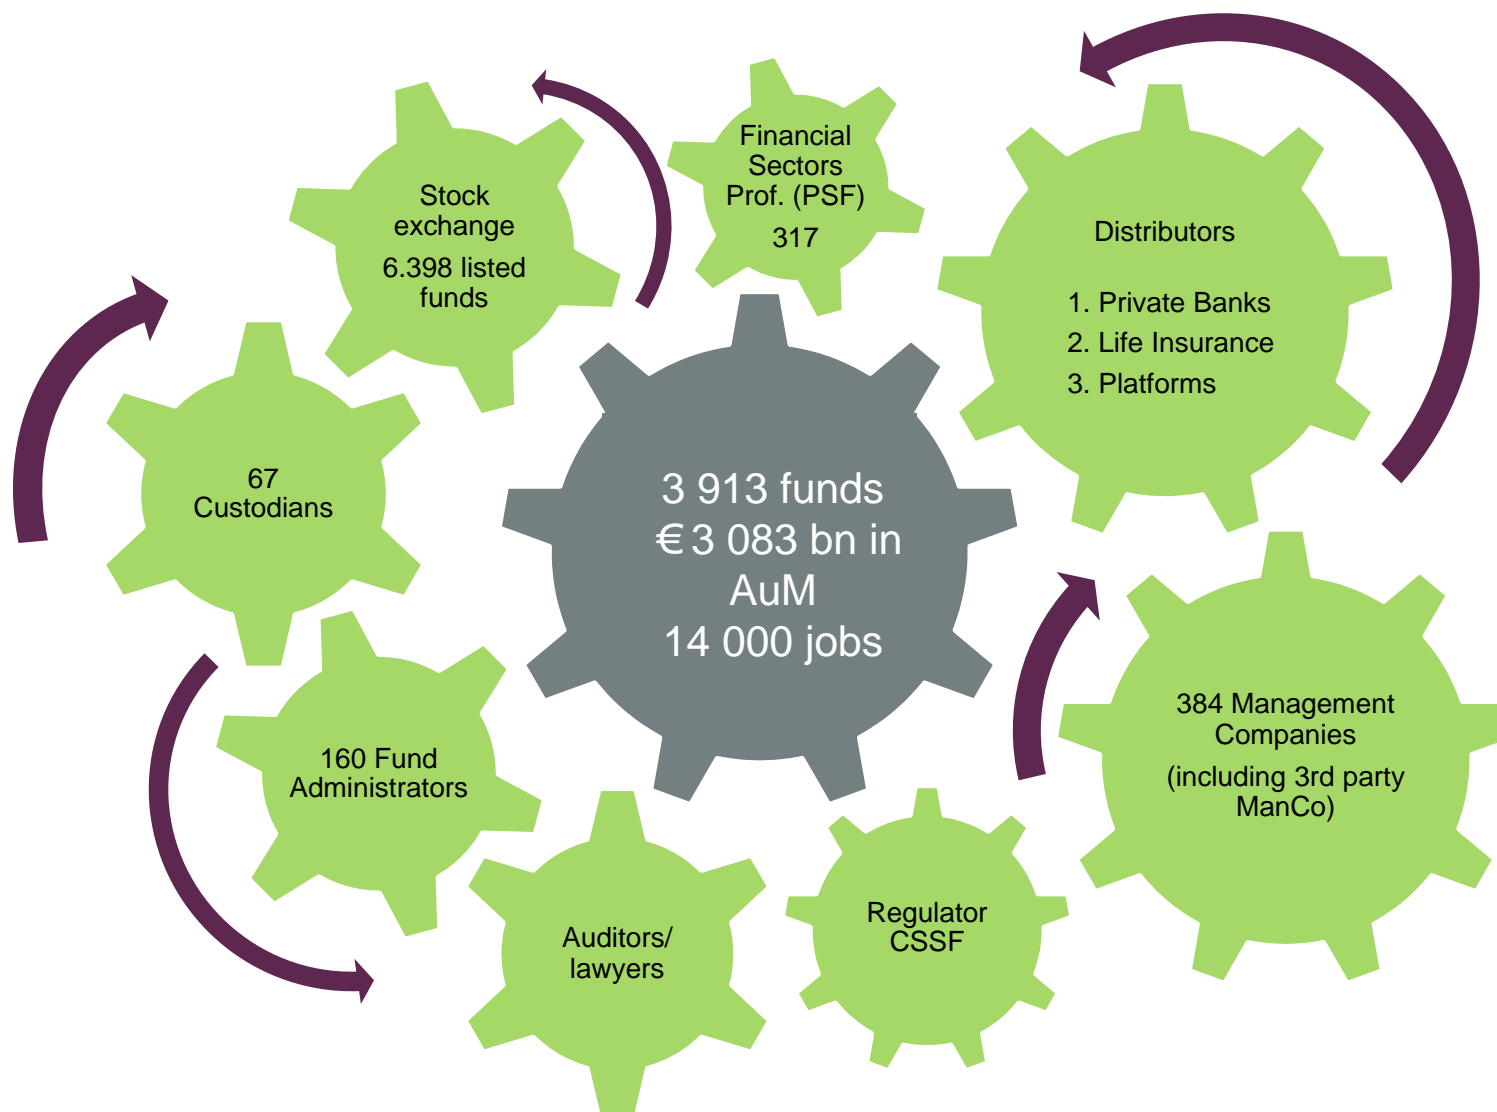 Financial
Sectors
Prof. (PSF)
317
Stock
exchange
6.398 listed
funds
Distributors
1. Private Banks
2. Life Insurance
3. Platforms
67
Custodians
3 913 funds
€ 3 083 bn in
AuM
14 000 jobs
384 Management
Companies
(including 3rd party
ManCo)
160 Fund
Administrators
Auditors/
lawyers
Regulator
CSSF